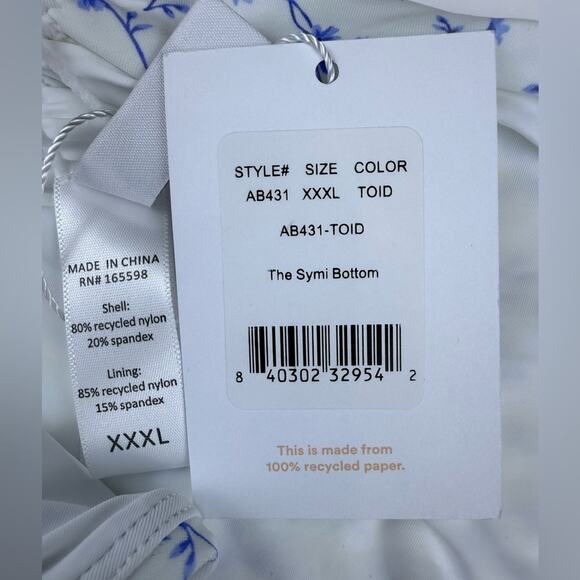 STYLE# SIZE COLOR
AB431 XXXL TOID
AB431-TOID
The Symi Bottom
8 40302 32954 2
This is made from
100% recycled paper.
MADE IN CHINA
RN# 165598
Shell:
80% recycled nylon
20% spandex
Lining:
85% recycled nylon
15% spandex
XXXL